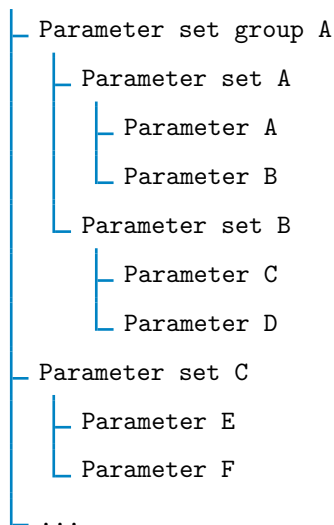 Parameter set group A
Parameter set A
Parameter A
Parameter B
Parameter set B
Parameter C
Parameter D
Parameter set C
Parameter E
Parameter F
...